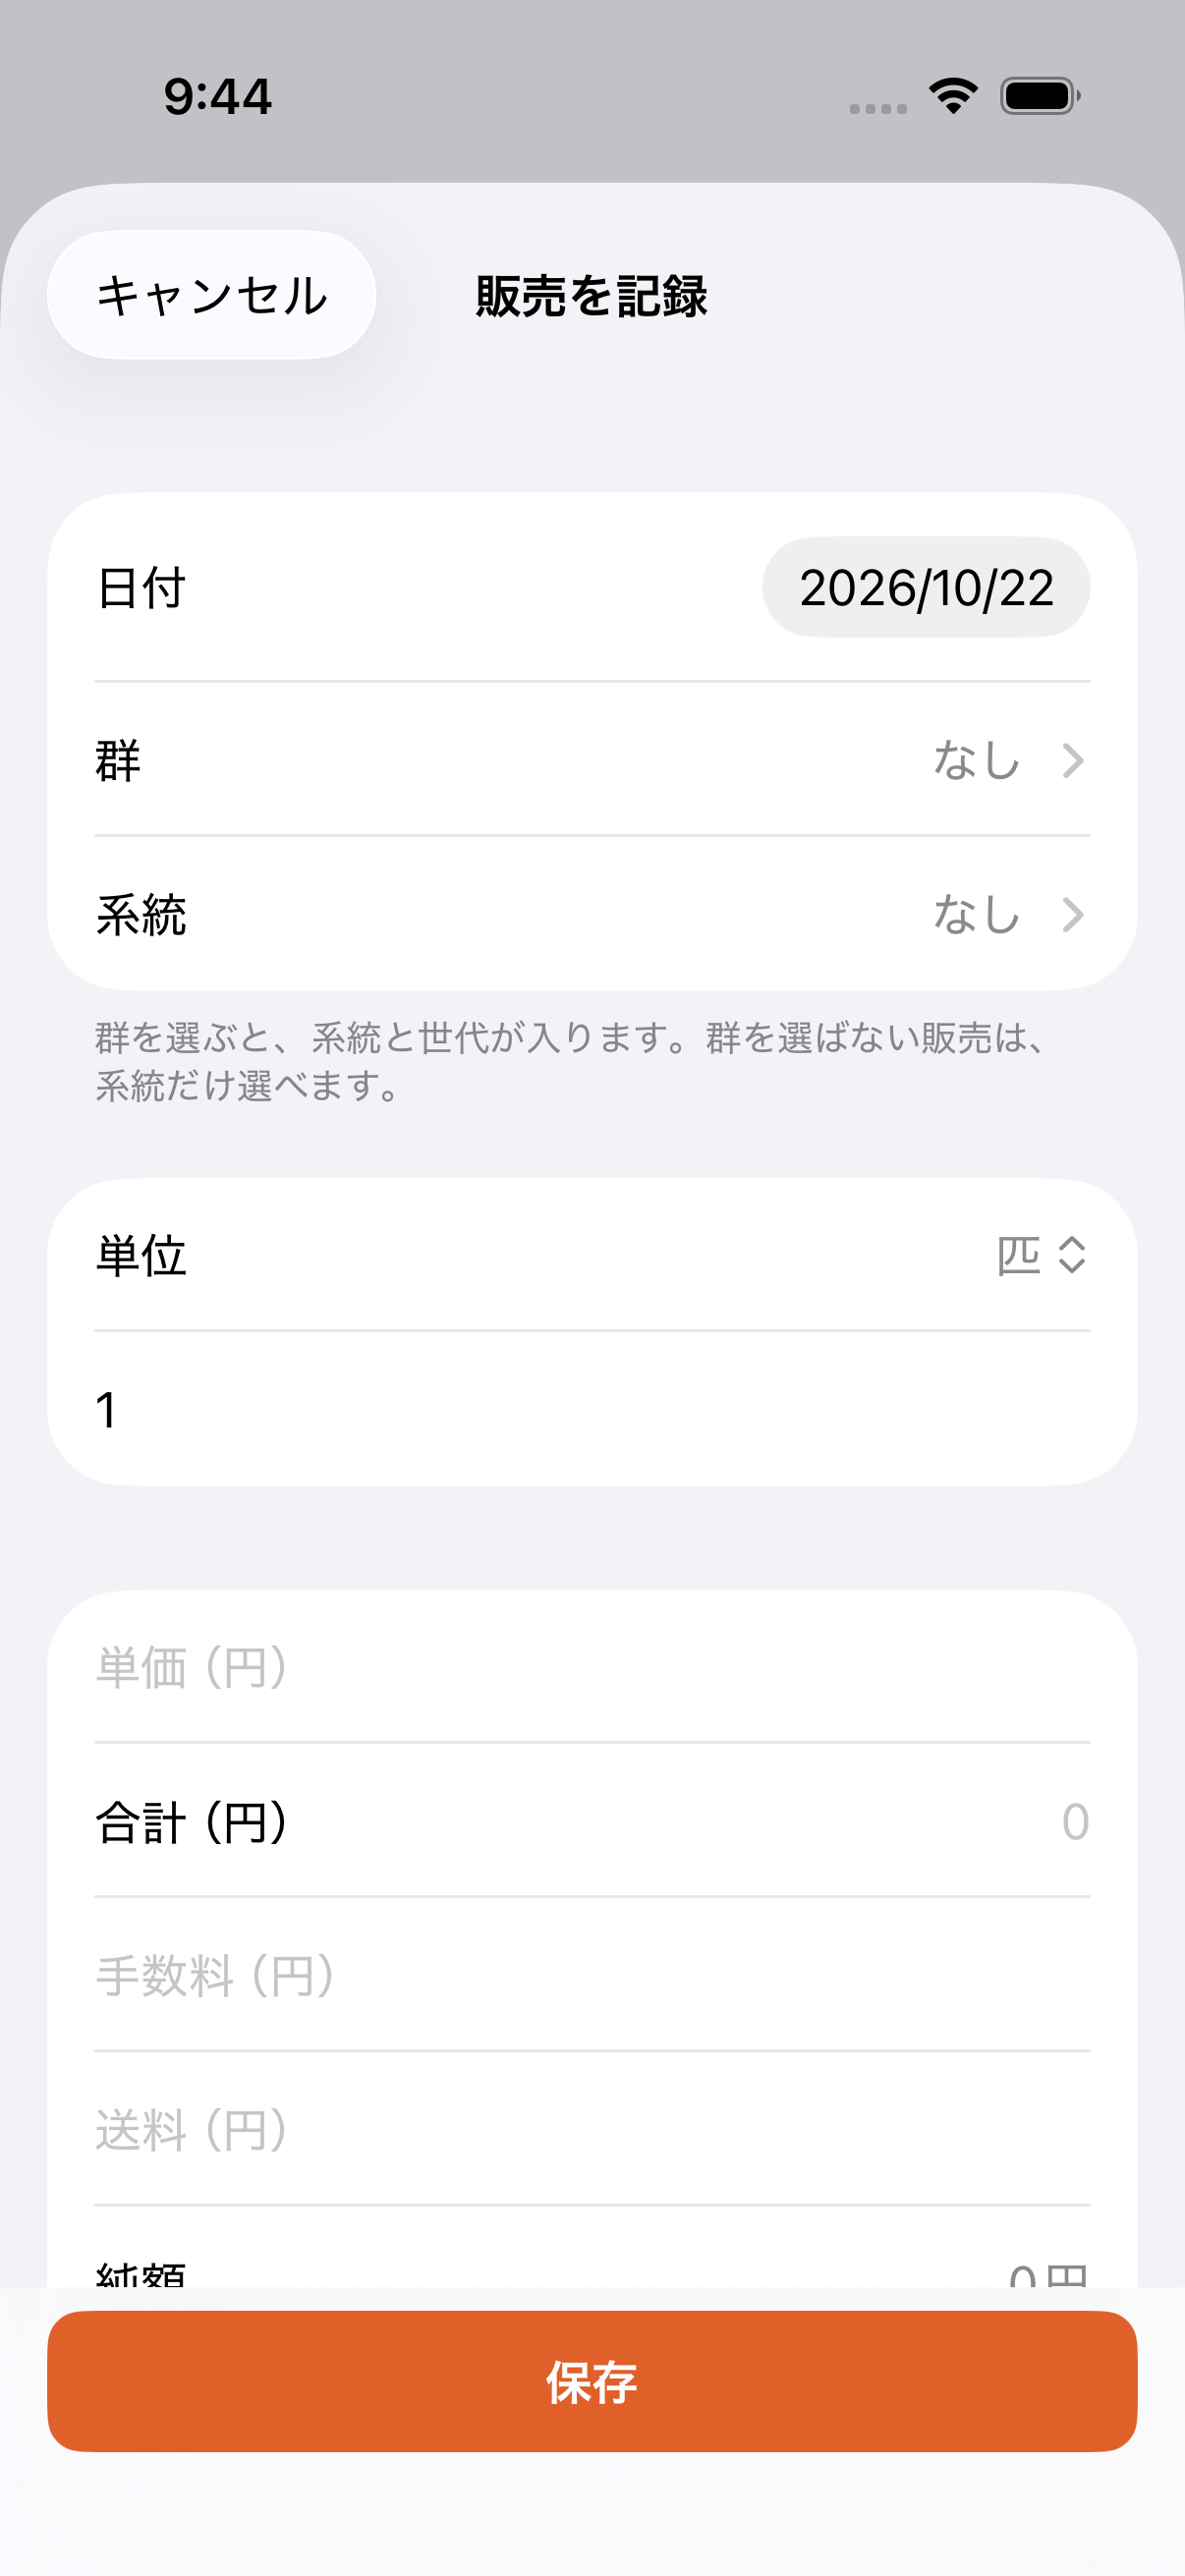 9:44
キャンセル
販売を記録
日付 2026/10/22
群 なし
系統 なし
群を選ぶと、系統と世代が入ります。群を選ばない販売は、
系統だけ選べます。
単位 匹
1
単価（円）
合計（円） 0
手数料（円）
送料（円）
純額 0円
保存